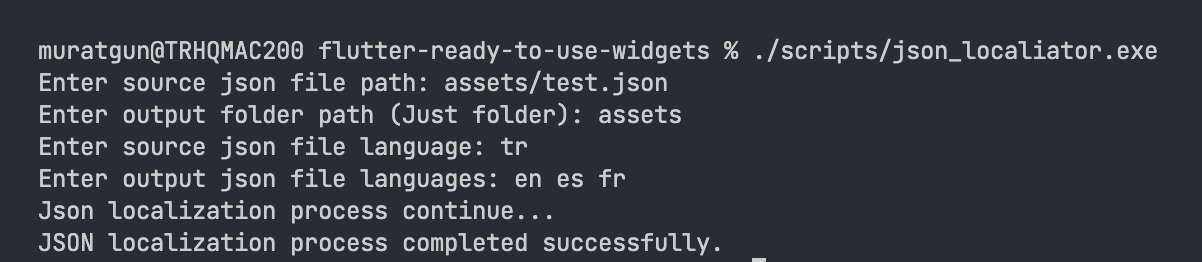 muratgun@TRHQMAC200 flutter-ready-to-use-widgets % ./scripts/json_localiator.exe
Enter source json file path: assets/test.json
Enter output folder path (Just folder): assets
Enter source json file language: tr
Enter output json file languages: en es fr
Json localization process continue...
JSON localization process completed successfully.